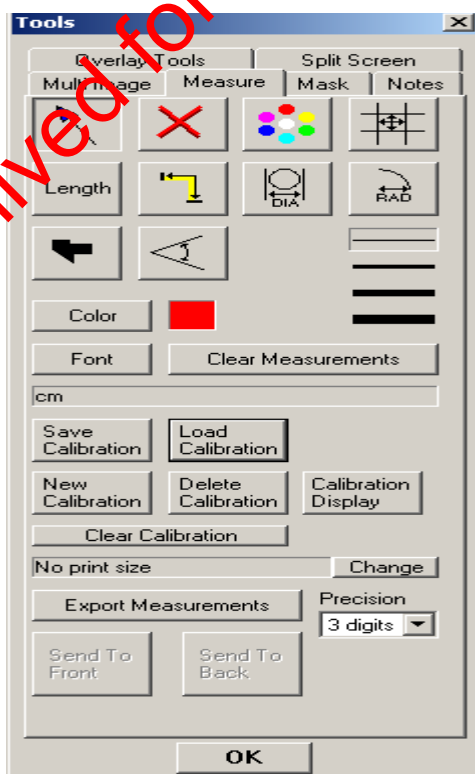 Tools
Overlay Tools Split Screen
Multi Image Measure Mask Notes
Length DIA RAD
Color
Font Clear Measurements
cm
Save Calibration Load Calibration
New Calibration Delete Calibration Calibration Display
Clear Calibration
No print size Change
Export Measurements Precision
3 digits
Send To Front Send To Back
OK